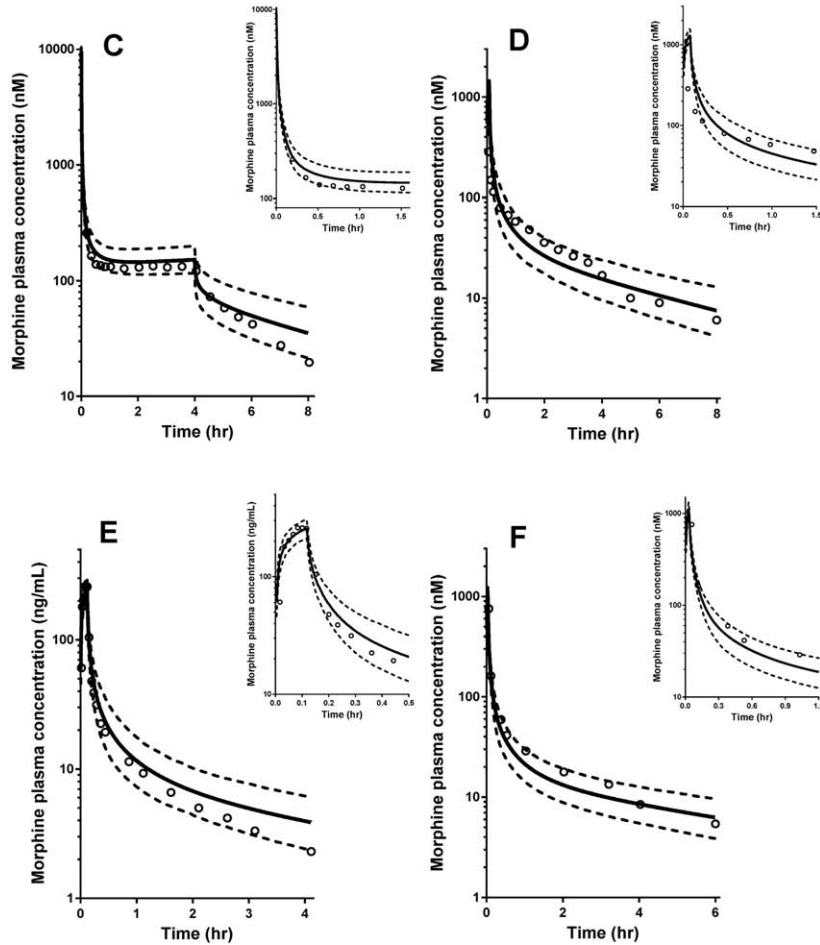 C
Morphine plasma concentration (nM)
10000
1000
100
10
0 2 4 6 8
Time (hr)
Morphine plasma concentration (nM)
10000
1000
100
0.0 0.5 1.0 1.5
Time (hr)
D
Morphine plasma concentration (nM)
1000
100
10
1
0 2 4 6 8
Time (hr)
Morphine plasma concentration (nM)
1000
100
10
0.0 0.5 1.0 1.5
Time (hr)
E
Morphine plasma concentration (ng/mL)
100
10
1
0 1 2 3 4
Time (hr)
Morphine plasma concentration (ng/mL)
100
10
0.0 0.1 0.2 0.3 0.4 0.5
Time (hr)
F
Morphine plasma concentration (nM)
1000
100
10
1
0 2 4 6
Time (hr)
Morphine plasma concentration (nM)
1000
100
10
0.0 0.3 0.6 0.9 1.2
Time (hr)